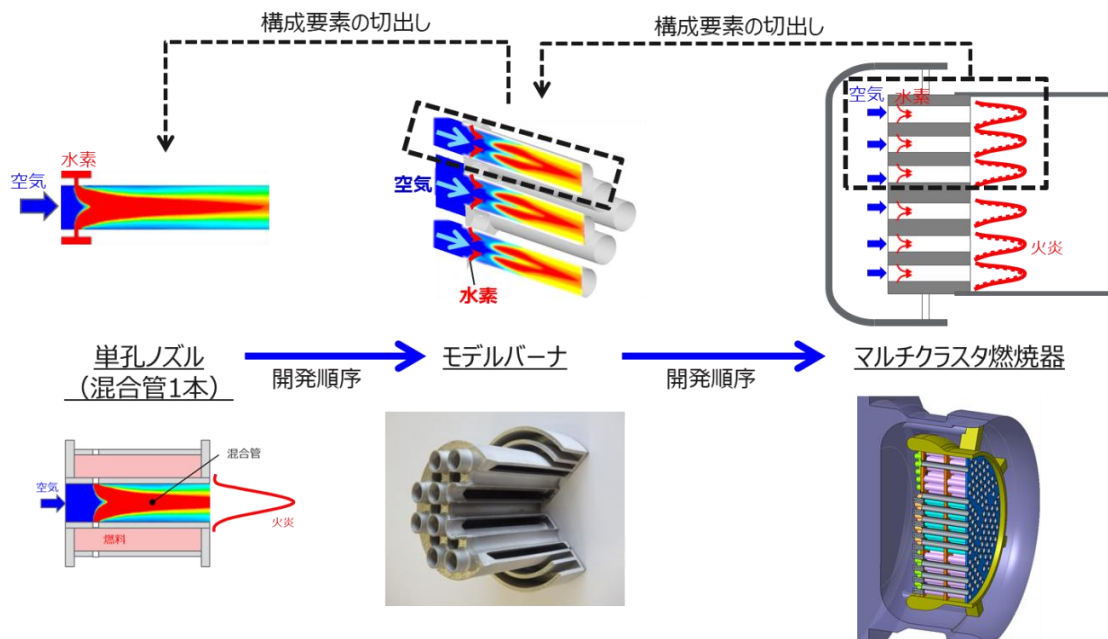 構成要素の切出し
構成要素の切出し
水素
空気
空気
水素
空気
水素
火炎
単孔ノズル
（混合管1本）
開発順序
モデルバーナ
開発順序
マルチクラスタ燃焼器
混合管
空気
燃料
火炎